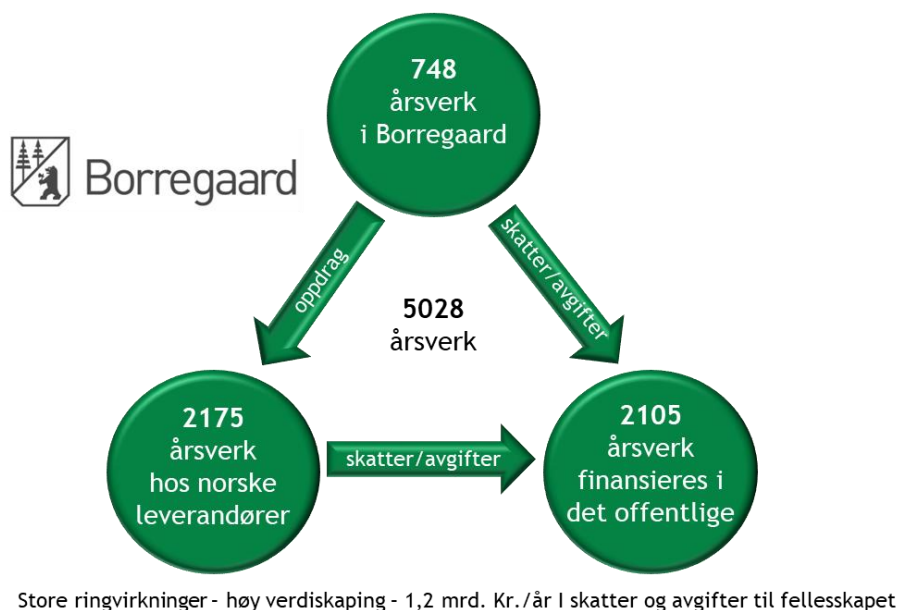 748
årsverk
i Borregaard
Borregaard
oppdrag
skatter/avgifter
5028
årsverk
2175
årsverk
hos norske
leverandører
skatter/avgifter
2105
årsverk
finansieres i
det offentlige
Store ringvirkninger - høy verdiskaping - 1,2 mrd. Kr./år I skatter og avgifter til fellesskapet